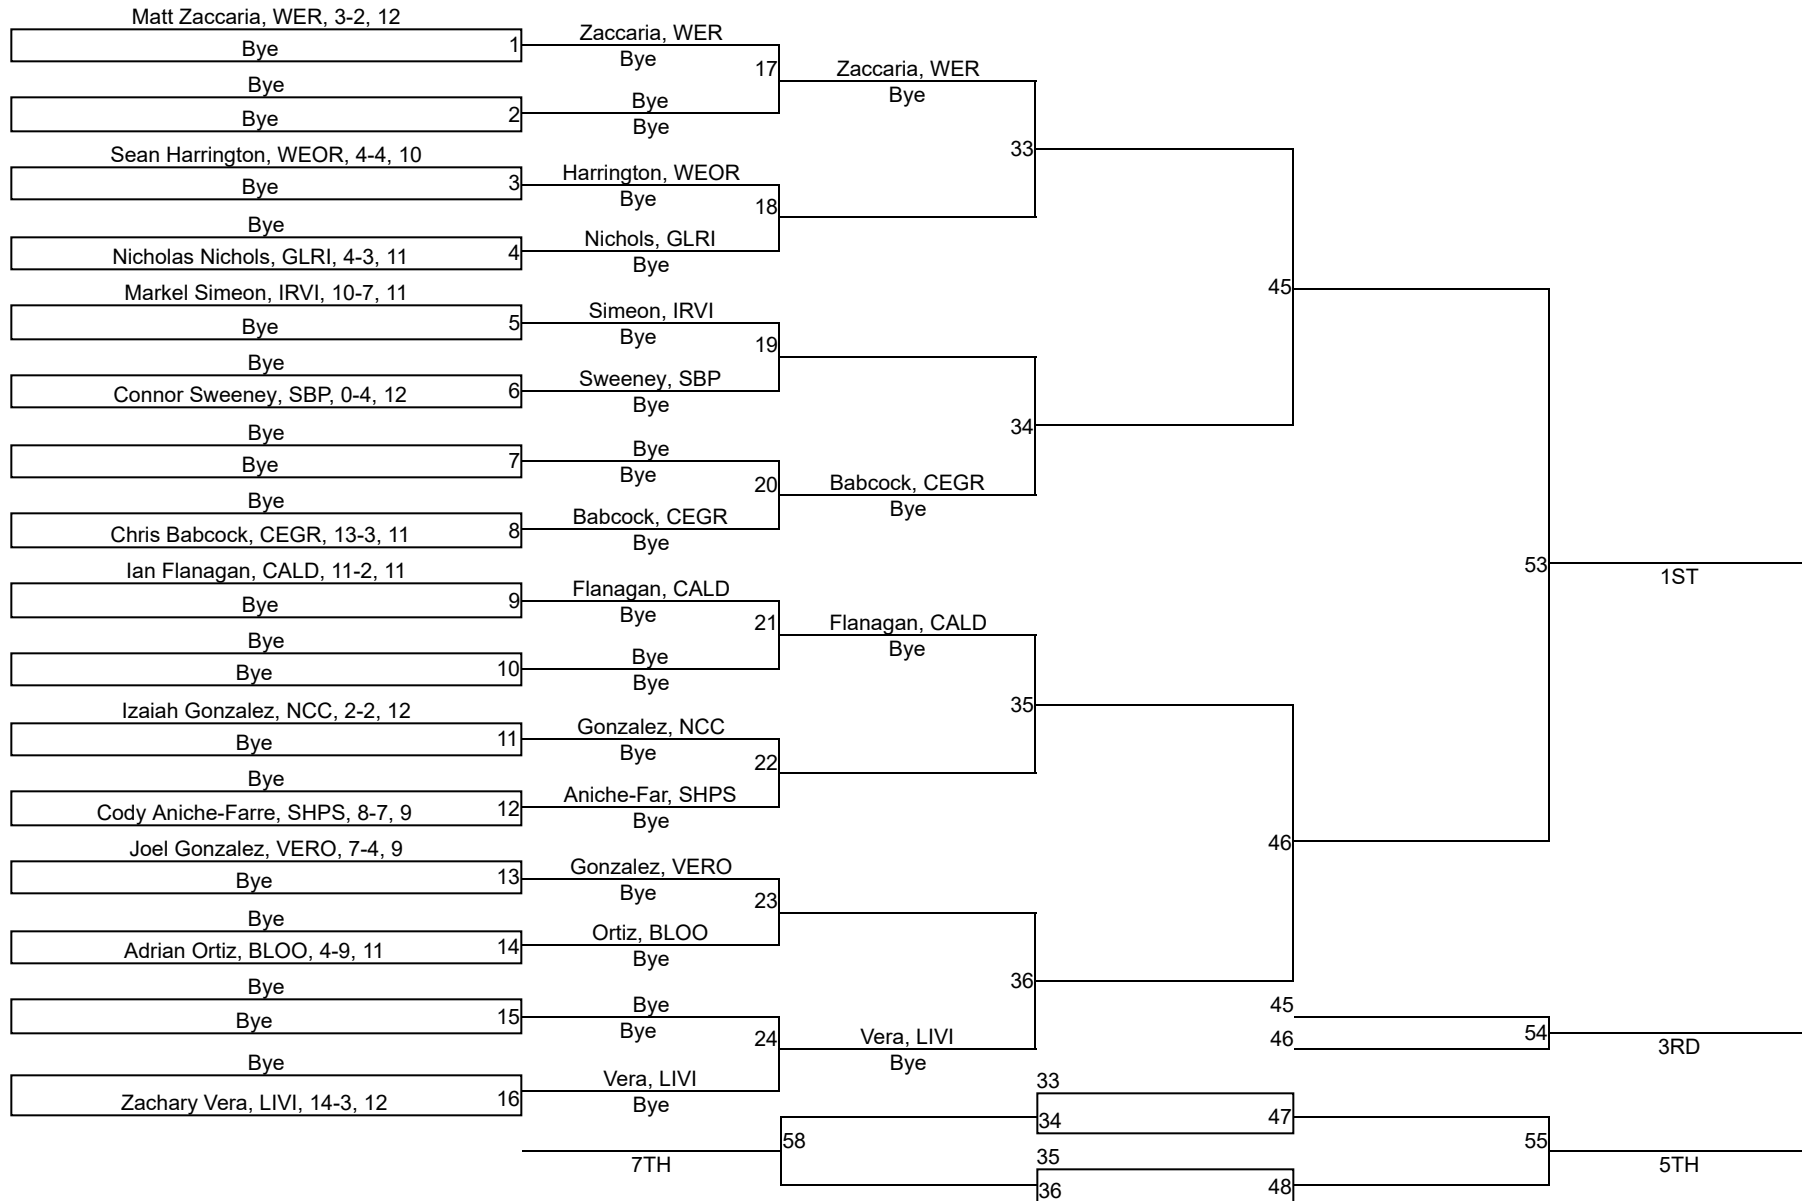 Matt Zaccaria, WER, 3-2, 12
Bye
1
Bye
Bye
2
Sean Harrington, WEOR, 4-4, 10
Bye
3
Bye
Nicholas Nichols, GLRI, 4-3, 11
4
Markel Simeon, IRVI, 10-7, 11
Bye
5
Bye
Connor Sweeney, SBP, 0-4, 12
6
Bye
Bye
7
Bye
Chris Babcock, CEGR, 13-3, 11
8
Ian Flanagan, CALD, 11-2, 11
Bye
9
Bye
Bye
10
Izaiah Gonzalez, NCC, 2-2, 12
Bye
11
Bye
Cody Aniche-Farre, SHPS, 8-7, 9
12
Joel Gonzalez, VERO, 7-4, 9
Bye
13
Bye
Adrian Ortiz, BLOO, 4-9, 11
14
Bye
Bye
15
Bye
Zachary Vera, LIVI, 14-3, 12
16
Zaccaria, WER
Bye
17
Bye
Bye
Harrington, WEOR
Bye
18
Nichols, GLRI
Bye
Simeon, IRVI
Bye
19
Sweeney, SBP
Bye
Bye
Bye
20
Babcock, CEGR
Bye
Flanagan, CALD
Bye
21
Bye
Bye
Gonzalez, NCC
Bye
22
Aniche-Far, SHPS
Bye
Gonzalez, VERO
Bye
23
Ortiz, BLOO
Bye
Bye
Bye
24
Vera, LIVI
Bye
Zaccaria, WER
Bye
33
34
Babcock, CEGR
Bye
Flanagan, CALD
Bye
35
36
Vera, LIVI
Bye
45
46
53
1ST
45
46
54
3RD
33
34
47
35
36
48
55
5TH
58
7TH